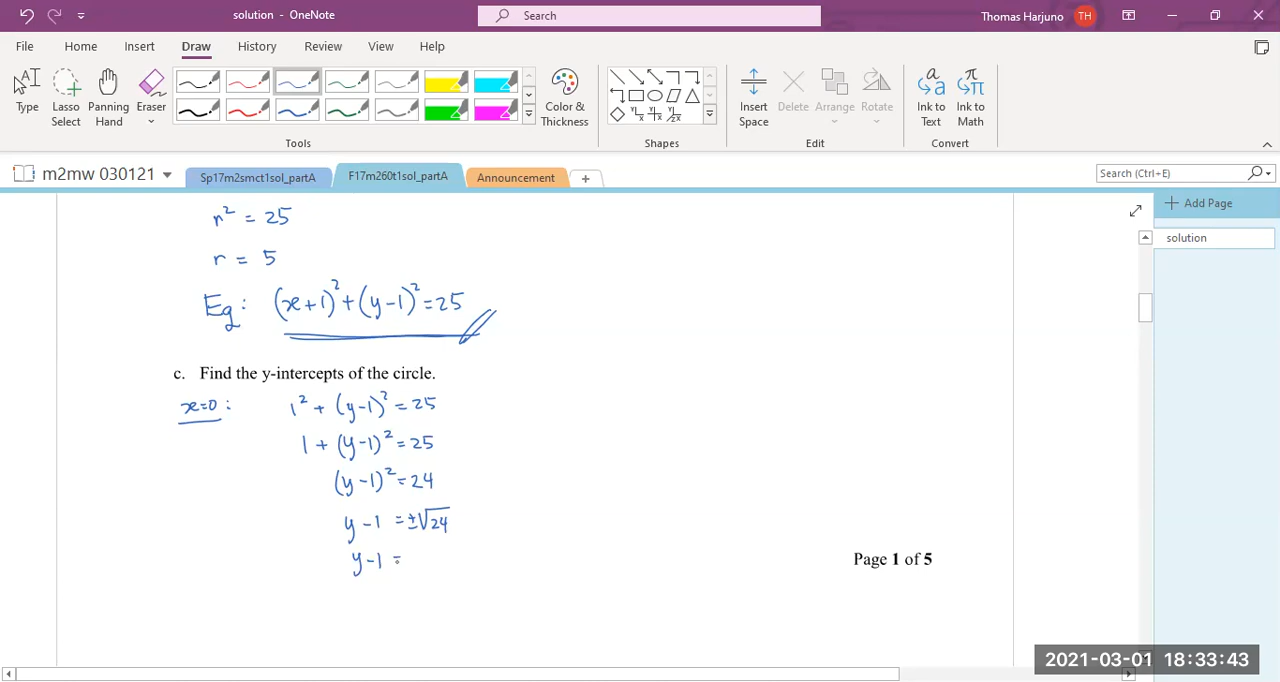 solution - OneNote
Search
Thomas Harjuno TH
File Home Insert Draw History Review View Help
Type
Lasso Select
Panning Hand
Eraser
Color & Thickness
Insert Space
Delete
Arrange
Rotate
Ink to Text
Ink to Math
Tools
Shapes
Edit
Convert
m2mw 030121
Sp17m2smct1sol_partA
F17m260t1sol_partA
Announcement
Search (Ctrl+E)
Add Page
solution
r² = 25
r = 5
Eq: (x+1)²+(y-1)²=25
c. Find the y-intercepts of the circle.
x=0: 1² + (y-1)² = 25
1 + (y-1)² = 25
(y-1)² = 24
y-1 = ±√24
y-1 =
Page 1 of 5
2021-03-01 18:33:43